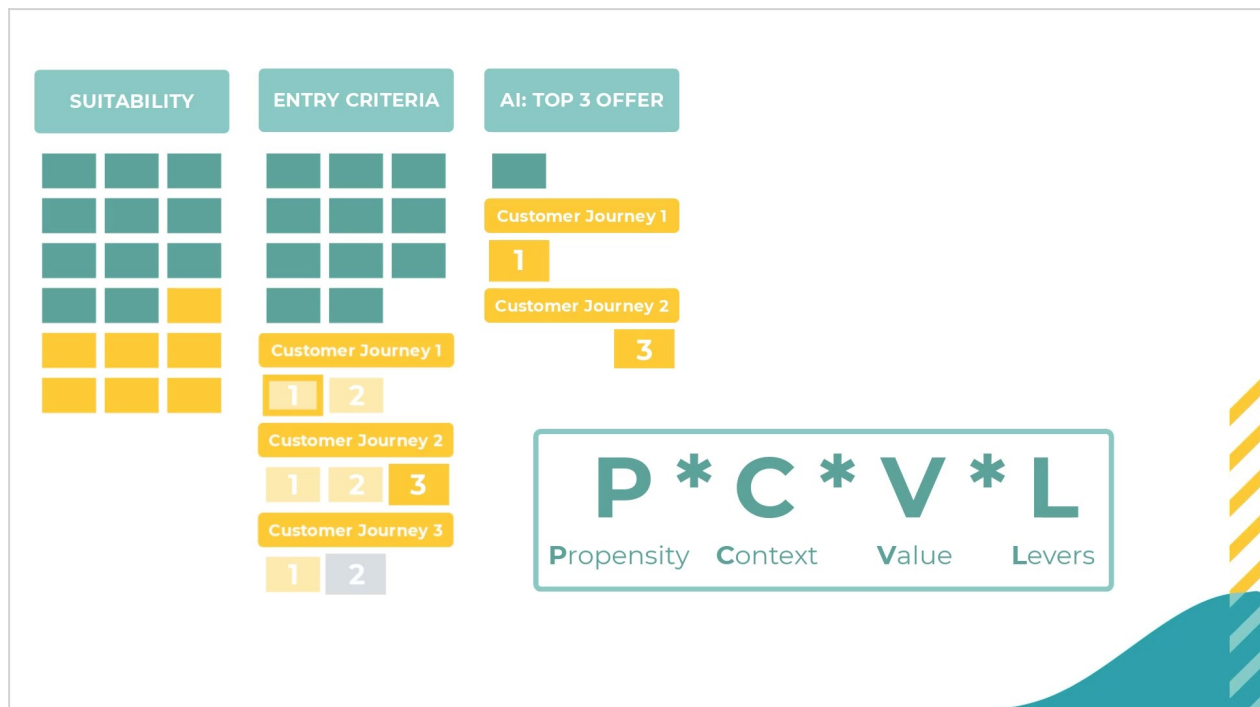 SUITABILITY
ENTRY CRITERIA
AI: TOP 3 OFFER
Customer Journey 1
1 2
Customer Journey 2
1 2 3
Customer Journey 3
1 2
Customer Journey 1
1
Customer Journey 2
3
P * C * V * L
Propensity Context Value Levers